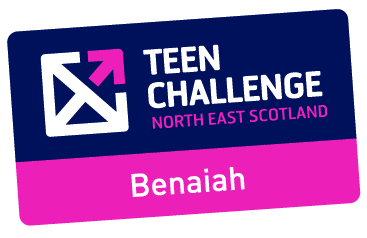 TEEN
CHALLENGE
NORTH EAST SCOTLAND
Benaiah